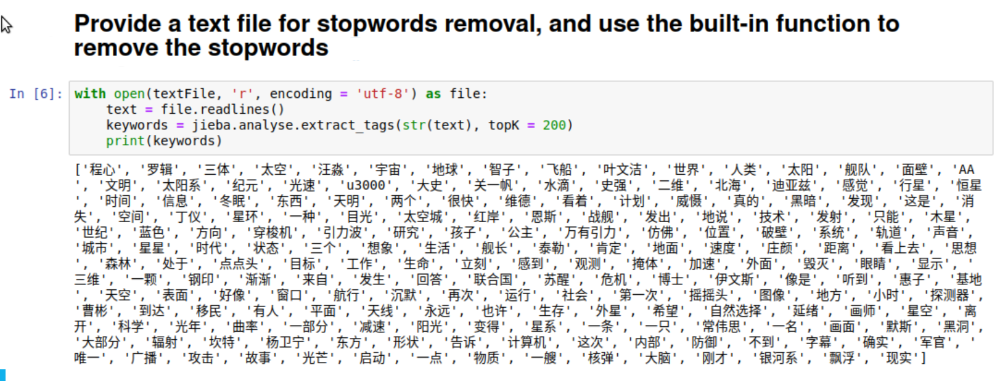 Provide a text file for stopwords removal, and use the built-in function to
remove the stopwords
In [6]:
with open(textFile, 'r', encoding = 'utf-8') as file:
    text = file.readlines()
    keywords = jieba.analyse.extract_tags(str(text), topK = 200)
    print(keywords)
['程心', '罗辑', '三体', '太空', '汪淼', '宇宙', '地球', '智子', '飞船', '叶文洁', '世界', '人类', '太阳', '舰队', '面壁', 'AA
', '文明', '太阳系', '纪元', '光速', 'u3000', '大史', '关一帆', '水滴', '史强', '二维', '北海', '迪亚兹', '感觉', '行星', '恒星
', '时间', '信息', '冬眠', '东西', '天明', '两个', '很快', '维德', '看着', '计划', '威慑', '真的', '黑暗', '发现', '这是', '消
失', '空间', '丁仪', '星环', '一种', '目光', '太空城', '红岸', '恩斯', '战舰', '发出', '地说', '技术', '发射', '只能', '木星',
'世纪', '蓝色', '方向', '穿梭机', '引力波', '研究', '孩子', '公主', '万有引力', '仿佛', '位置', '破壁', '系统', '轨道', '声音',
'城市', '星星', '时代', '状态', '三个', '想象', '生活', '舰长', '泰勒', '肯定', '地面', '速度', '庄颜', '距离', '看上去', '思想
', '森林', '处于', '点点头', '目标', '工作', '生命', '立刻', '感到', '观测', '掩体', '加速', '外面', '毁灭', '眼睛', '显示', '
三维', '一颗', '钢印', '渐渐', '来自', '发生', '回答', '联合国', '苏醒', '危机', '博士', '伊文斯', '像是', '听到', '惠子', '基地
', '天空', '表面', '好像', '窗口', '航行', '沉默', '再次', '运行', '社会', '第一次', '摇摇头', '图像', '地方', '小时', '探测器',
'曹彬', '到达', '移民', '有人', '平面', '天线', '永远', '也许', '生存', '外星', '希望', '自然选择', '延绪', '画师', '星空', '离
开', '科学', '光年', '曲率', '一部分', '减速', '阳光', '变得', '星系', '一条', '一只', '常伟思', '一名', '画面', '默斯', '黑洞',
'大部分', '辐射', '坎特', '杨卫宁', '东方', '形状', '告诉', '计算机', '这次', '内部', '防御', '不到', '字幕', '确实', '军官', '
唯一', '广播', '攻击', '故事', '光芒', '启动', '一点', '物质', '一艘', '核弹', '大脑', '刚才', '银河系', '飘浮', '现实']